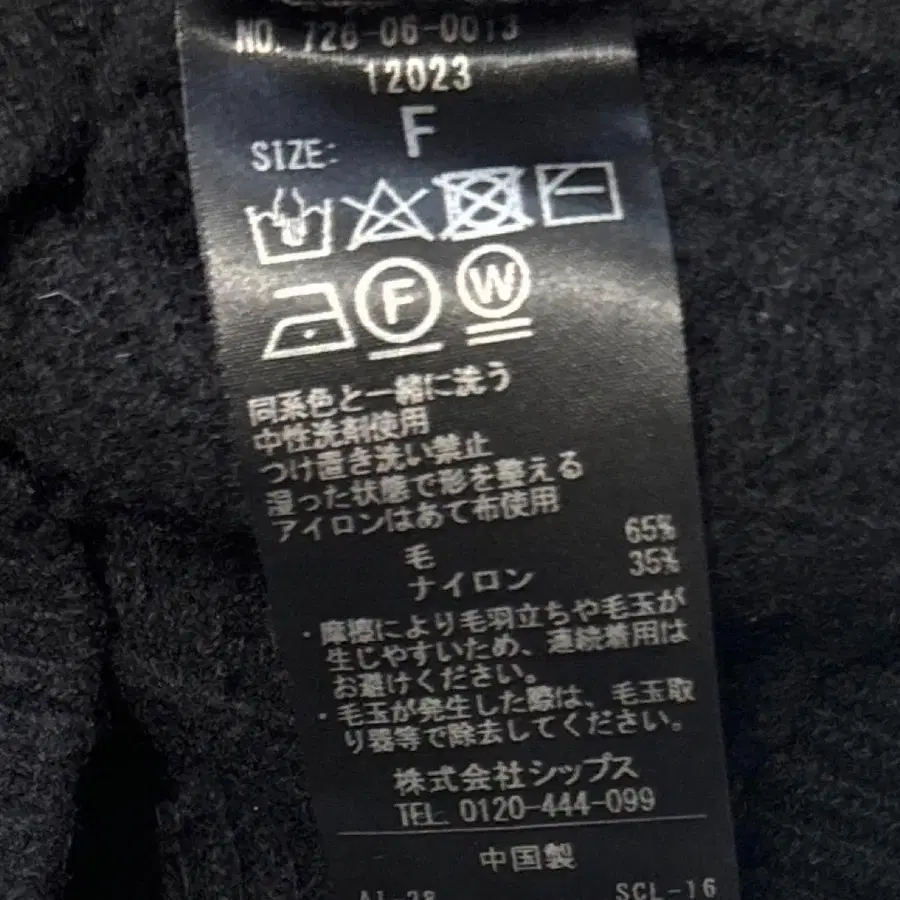 NO. 728-06-0013
12023
SIZE: F
F W
同系色と一緒に洗う
中性洗剤使用
つけ置き洗い禁止
湿った状態で形を整える
アイロンはあて布使用
毛 65%
ナイロン 35%
・摩擦により毛羽立ちや毛玉が
生じやすいため、連続着用は
お避けください。
・毛玉が発生した際は、毛玉取
り器等で除去してください。
株式会社シップス
TEL. 0120-444-099
中国製
SCL-16